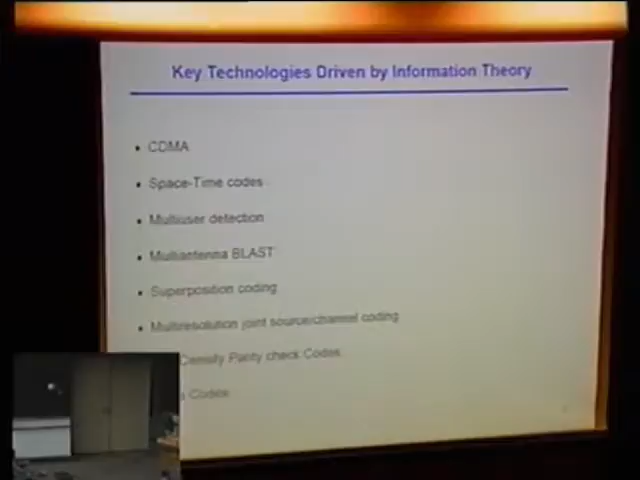 Key Technologies Driven by Information Theory
• CDMA
• Space-Time codes
• Multiuser detection
• Multiantenna BLAST
• Superposition coding
• Multiresolution joint source/channel coding
Density Parity check Codes
Codes